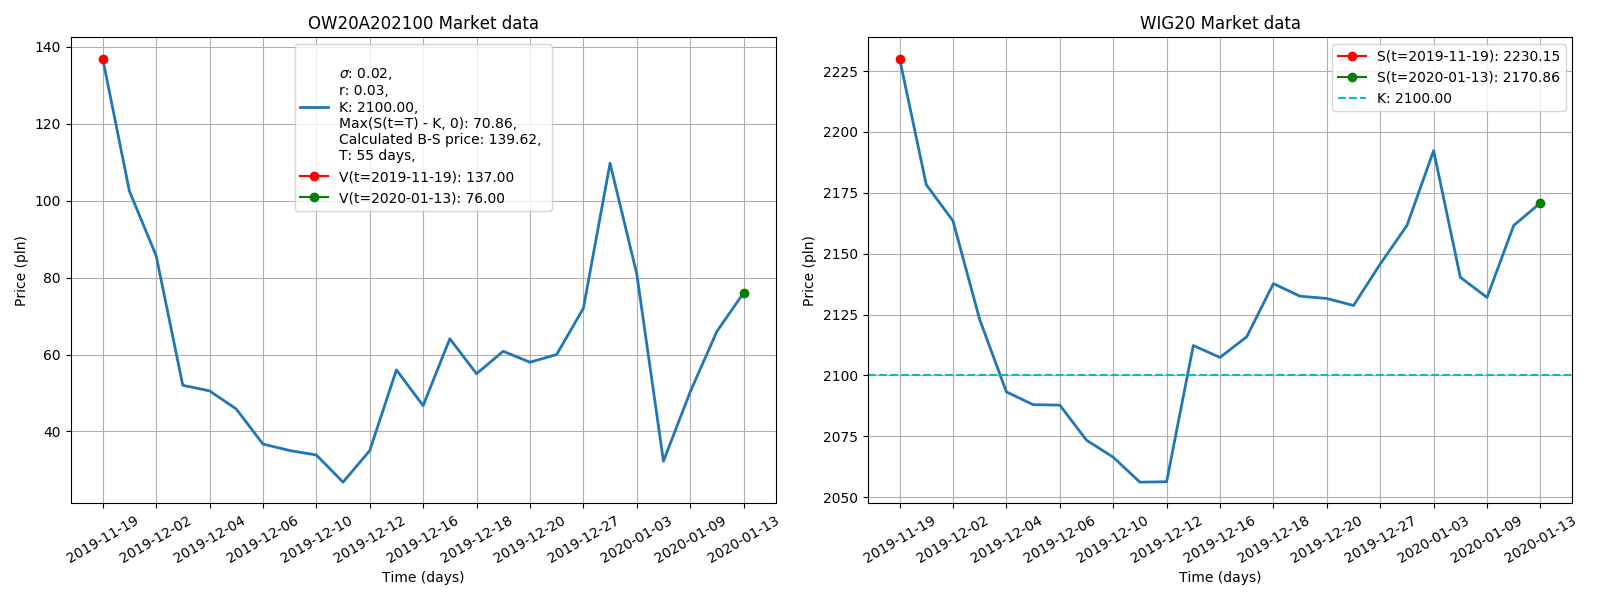 OW20A202100 Market data
140
120
100
80
60
40
Price (pln)
σ: 0.02,
r: 0.03,
K: 2100.00,
Max(S(t=T) - K, 0): 70.86,
Calculated B-S price: 139.62,
T: 55 days,
V(t=2019-11-19): 137.00
V(t=2020-01-13): 76.00
2019-11-19
2019-12-02
2019-12-04
2019-12-06
2019-12-10
2019-12-12
2019-12-16
2019-12-18
2019-12-20
2019-12-27
2020-01-03
2020-01-09
2020-01-13
Time (days)
WIG20 Market data
2225
2200
2175
2150
2125
2100
2075
2050
Price (pln)
S(t=2019-11-19): 2230.15
S(t=2020-01-13): 2170.86
K: 2100.00
2019-11-19
2019-12-02
2019-12-04
2019-12-06
2019-12-10
2019-12-12
2019-12-16
2019-12-18
2019-12-20
2019-12-27
2020-01-03
2020-01-09
2020-01-13
Time (days)